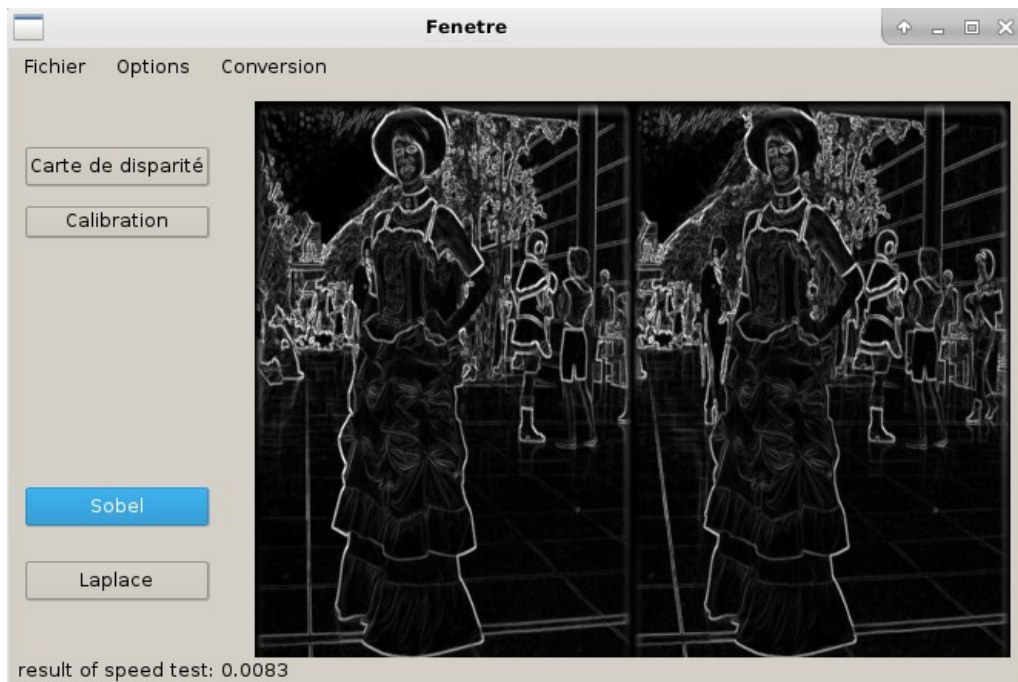 Fenetre
Fichier Options Conversion
Carte de disparité
Calibration
Sobel
Laplace
result of speed test: 0.0083